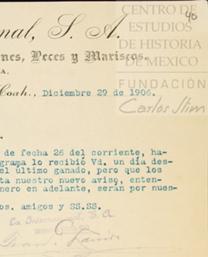 CENTRO DE
ESTUDIOS
DE HISTORIA
DE MÉXICO
FUNDACIÓN
Carlos Slim
40
nal, S. A.
nes, Peces y Mariscos.
A.
Coah., Diciembre 29 de 1906.
de fecha 26 del corriente, ha-
grama lo recibió Vd. un día des-
el último ganado, pero que los
ta nuestro nuevo aviso, enten-
nero en adelante, serán por nues-
os. amigos y SS.SS.
S. A.